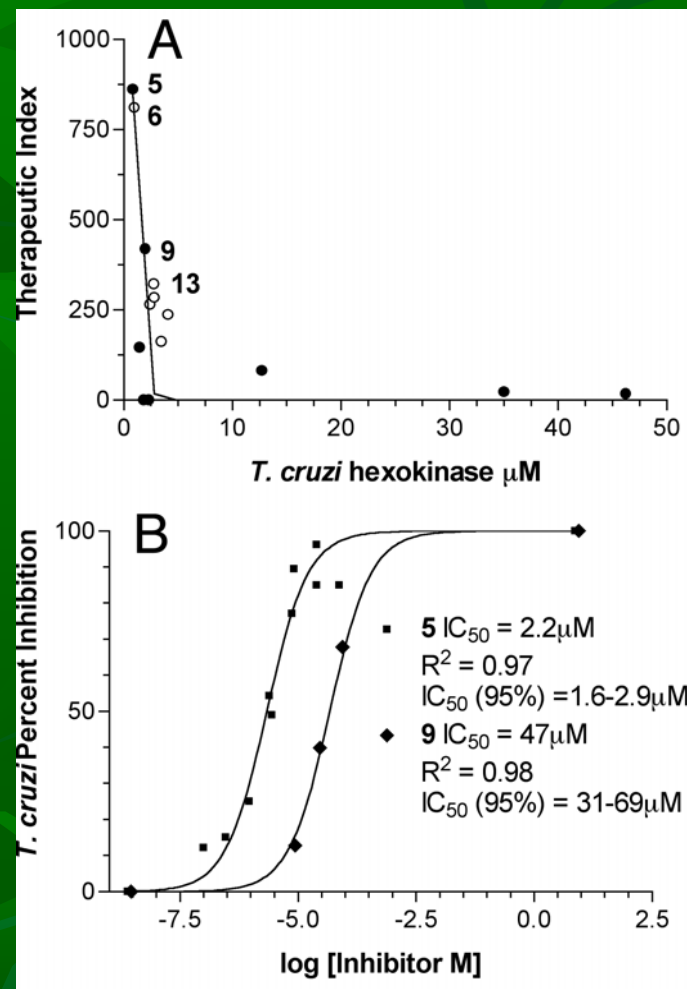 A
1000
750
500
250
0
5
6
9
13
0 10 20 30 40 50
Therapeutic Index
T. cruzi hexokinase μM
B
100
50
0
5 IC50 = 2.2μM
R2 = 0.97
IC50 (95%) =1.6-2.9μM
9 IC50 = 47μM
R2 = 0.98
IC50 (95%) = 31-69μM
-7.5 -5.0 -2.5 0.0 2.5
T. cruzi Percent Inhibition
log [Inhibitor M]